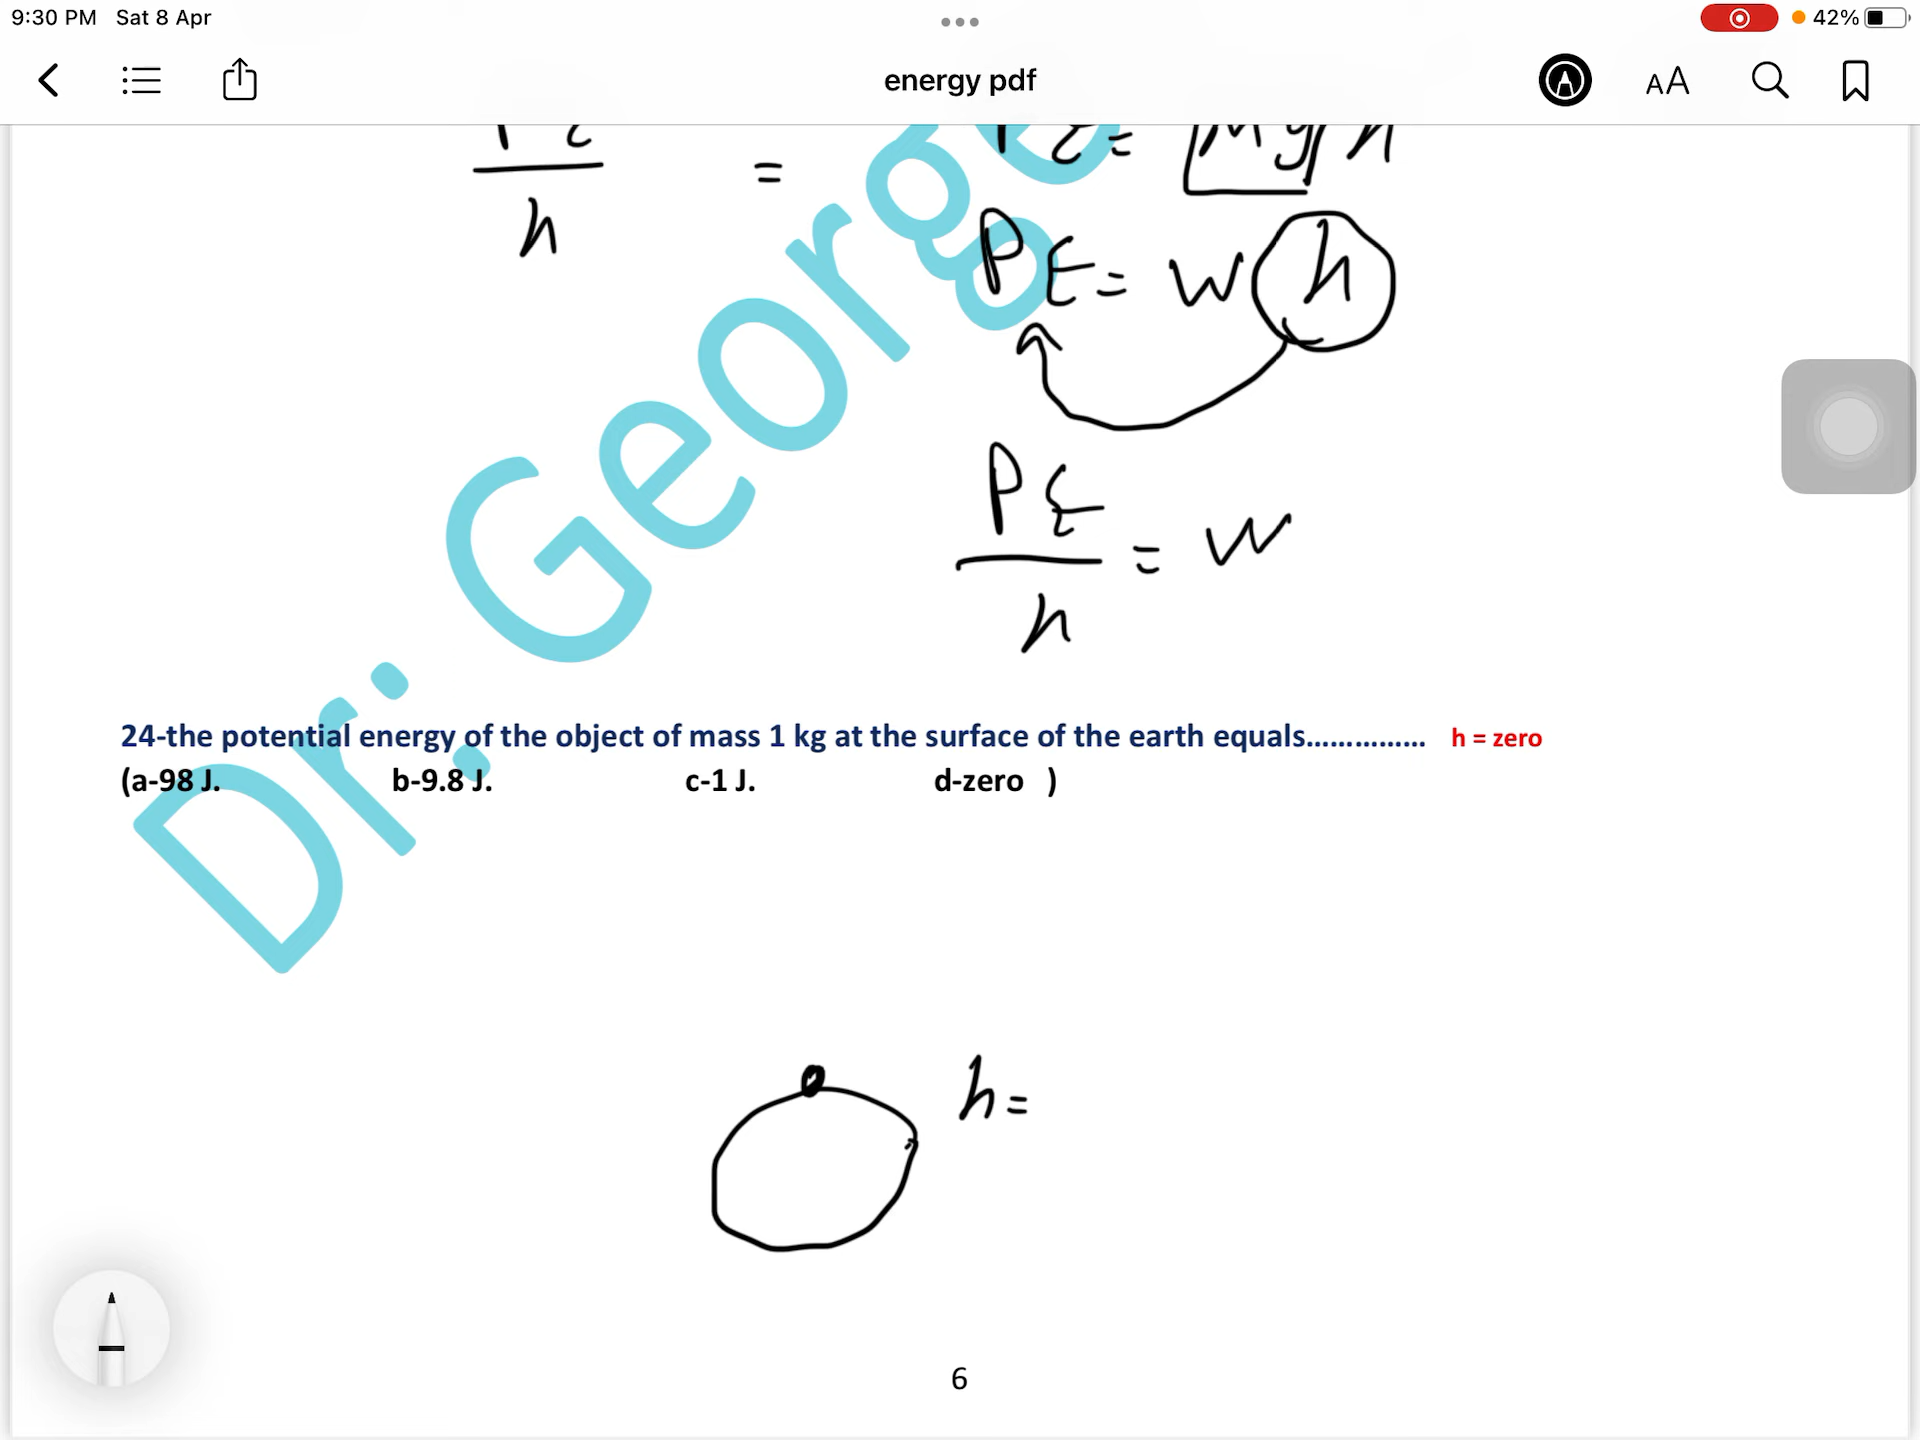 9:30 PM Sat 8 Apr
42%
energy pdf
AA
h
=
PE = Mgh
PE = w h
PE
h
= w
Dr. George
24-the potential energy of the object of mass 1 kg at the surface of the earth equals............... h = zero
(a-98 J. b-9.8 J. c-1 J. d-zero )
h =
6